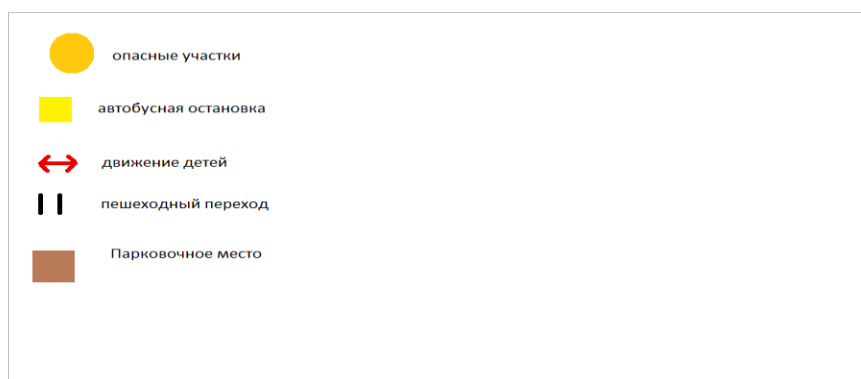 опасные участки
автобусная остановка
движение детей
пешеходный переход
Парковочное место